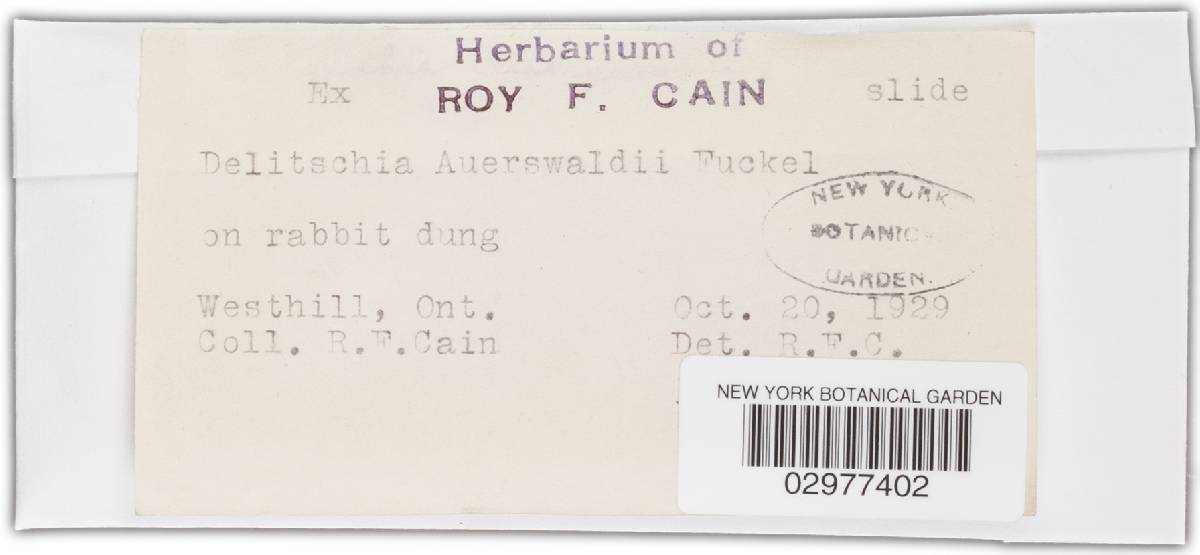 Herbarium of
Ex ROY F. CAIN slide
Delitschia Auerswaldii Fuckel
on rabbit dung
NEW YORK
BOTANIC
GARDEN.
Westhill, Ont. Oct. 20, 1929
Coll. R.F.Cain Det. R.F.C.
NEW YORK BOTANICAL GARDEN
02977402